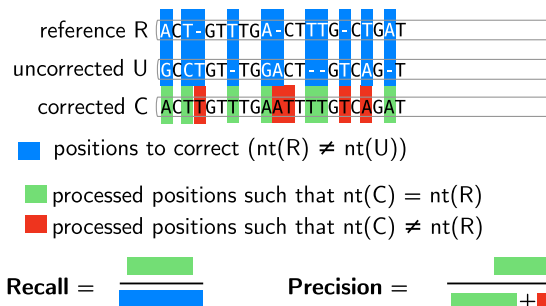 reference R ACT-GTTTGA-CTTTG-CTGAT
uncorrected U GCCTGT-TGGACT--GTCAG-T
corrected C ACTTGTTTGAATTTTGTCAGAT
positions to correct (nt(R) ≠ nt(U))
processed positions such that nt(C) = nt(R)
processed positions such that nt(C) ≠ nt(R)
Recall = Precision =
+